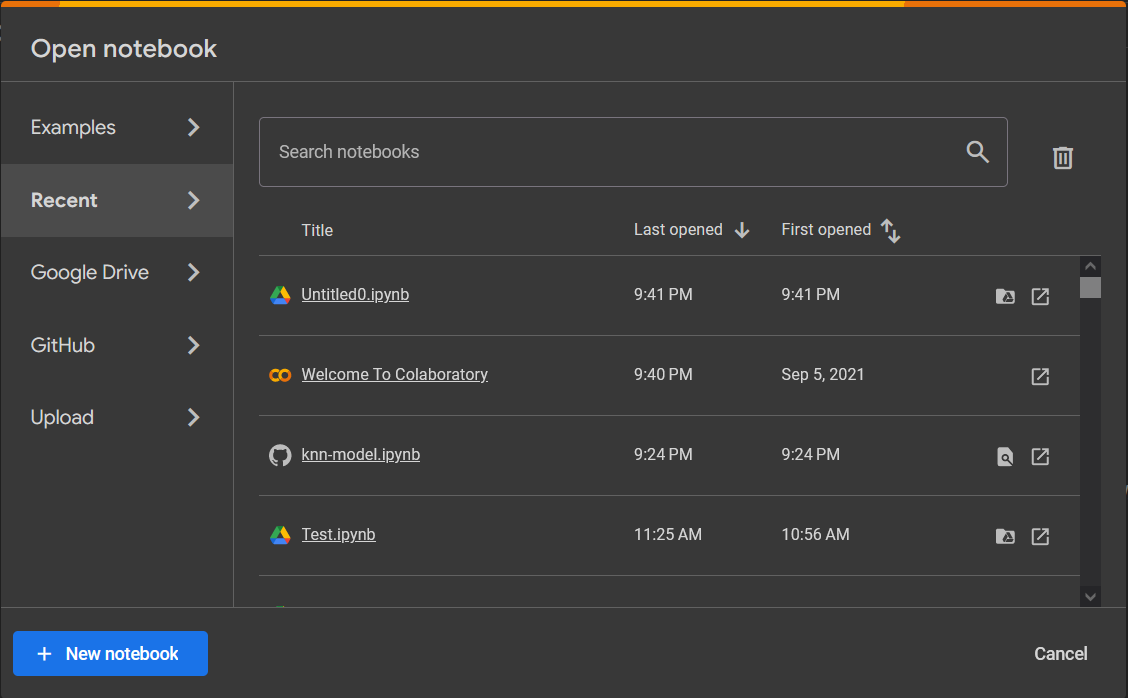 Open notebook
Examples
Recent
Google Drive
GitHub
Upload
Search notebooks
Title Last opened First opened
Untitled0.ipynb 9:41 PM 9:41 PM
Welcome To Colaboratory 9:40 PM Sep 5, 2021
knn-model.ipynb 9:24 PM 9:24 PM
Test.ipynb 11:25 AM 10:56 AM
+ New notebook
Cancel